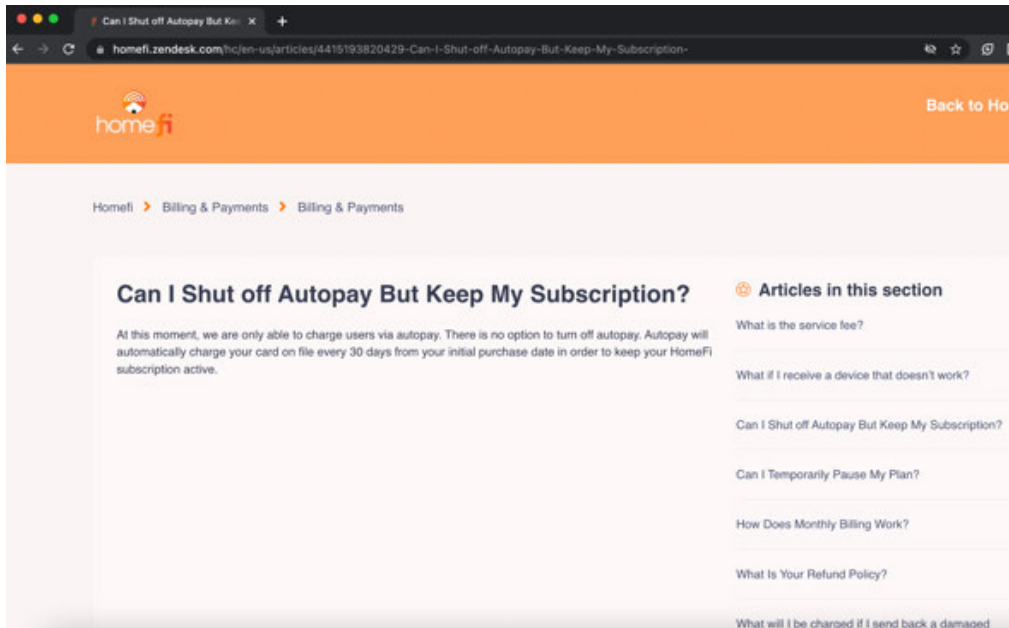 Can I Shut off Autopay But Ke
homefi.zendesk.com/hc/en-us/articles/4415193820429-Can-I-Shut-off-Autopay-But-Keep-My-Subscription-
homefi
Back to Ho
Homefi > Billing & Payments > Billing & Payments
Can I Shut off Autopay But Keep My Subscription?
At this moment, we are only able to charge users via autopay. There is no option to turn off autopay. Autopay will
automatically charge your card on file every 30 days from your initial purchase date in order to keep your HomeFi
subscription active.
Articles in this section
What is the service fee?
What if I receive a device that doesn't work?
Can I Shut off Autopay But Keep My Subscription?
Can I Temporarily Pause My Plan?
How Does Monthly Billing Work?
What Is Your Refund Policy?
What will I be charged if I send back a damaged